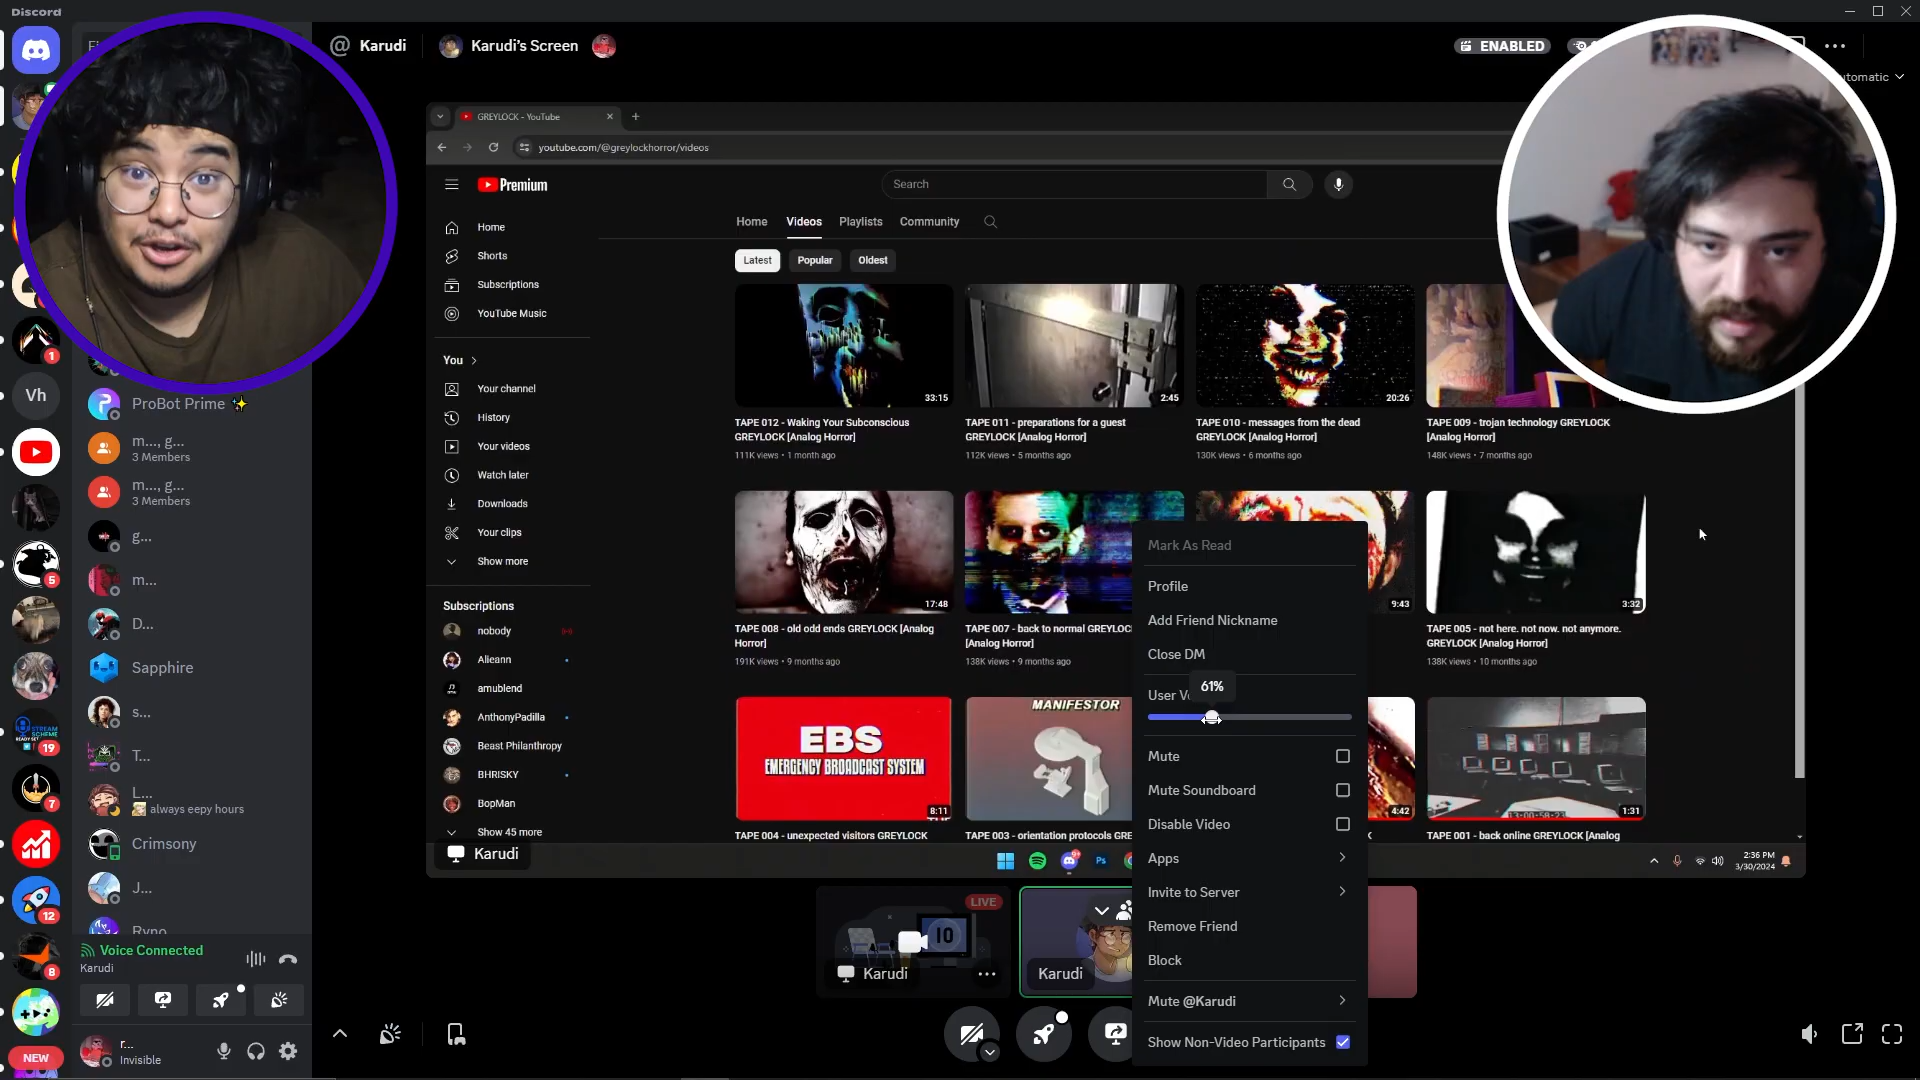 Discord
Karudi
Karudi's Screen
ENABLED
GREYLOCK - YouTube
youtube.com/@greylockhorror/videos
Premium
Search
Home
Shorts
Subscriptions
YouTube Music
You
Your channel
History
Your videos
Watch later
Downloads
Your clips
Show more
Subscriptions
nobody
Alieann
amublend
AnthonyPadilla
Beast Philanthropy
BHRISKY
BopMan
Show 45 more
Home
Videos
Playlists
Community
Latest
Popular
Oldest
33:15
2:45
20:26
TAPE 012 - Waking Your Subconscious
GREYLOCK [Analog Horror]
111K views • 1 month ago
TAPE 011 - preparations for a guest
GREYLOCK [Analog Horror]
112K views • 5 months ago
TAPE 010 - messages from the dead
GREYLOCK [Analog Horror]
130K views • 6 months ago
TAPE 009 - trojan technology GREYLOCK
[Analog Horror]
148K views • 7 months ago
17:48
9:43
3:32
TAPE 008 - old odd ends GREYLOCK [Analog
Horror]
191K views • 9 months ago
TAPE 007 - back to normal GREYLOC
[Analog Horror]
138K views • 9 months ago
TAPE 005 - not here. not now. not anymore.
GREYLOCK [Analog Horror]
138K views • 10 months ago
EBS
EMERGENCY BROADCAST SYSTEM
8:11
MANIFESTOR
4:42
1:31
TAPE 004 - unexpected visitors GREYLOCK
TAPE 003 - orientation protocols GRE
TAPE 001 - back online GREYLOCK [Analog
Karudi
2:36 PM
3/30/2024
Mark As Read
Profile
Add Friend Nickname
Close DM
User V
61%
Mute
Mute Soundboard
Disable Video
Apps
Invite to Server
Remove Friend
Block
Mute @Karudi
Show Non-Video Participants
LIVE
Karudi
Karudi
1
Vh
5
19
7
12
8
NEW
ProBot Prime
m..., g...
3 Members
m..., g...
3 Members
g...
m...
D...
Sapphire
s...
T...
L...
always eepy hours
Crimsony
J...
Ryno
Voice Connected
Karudi
r...
Invisible